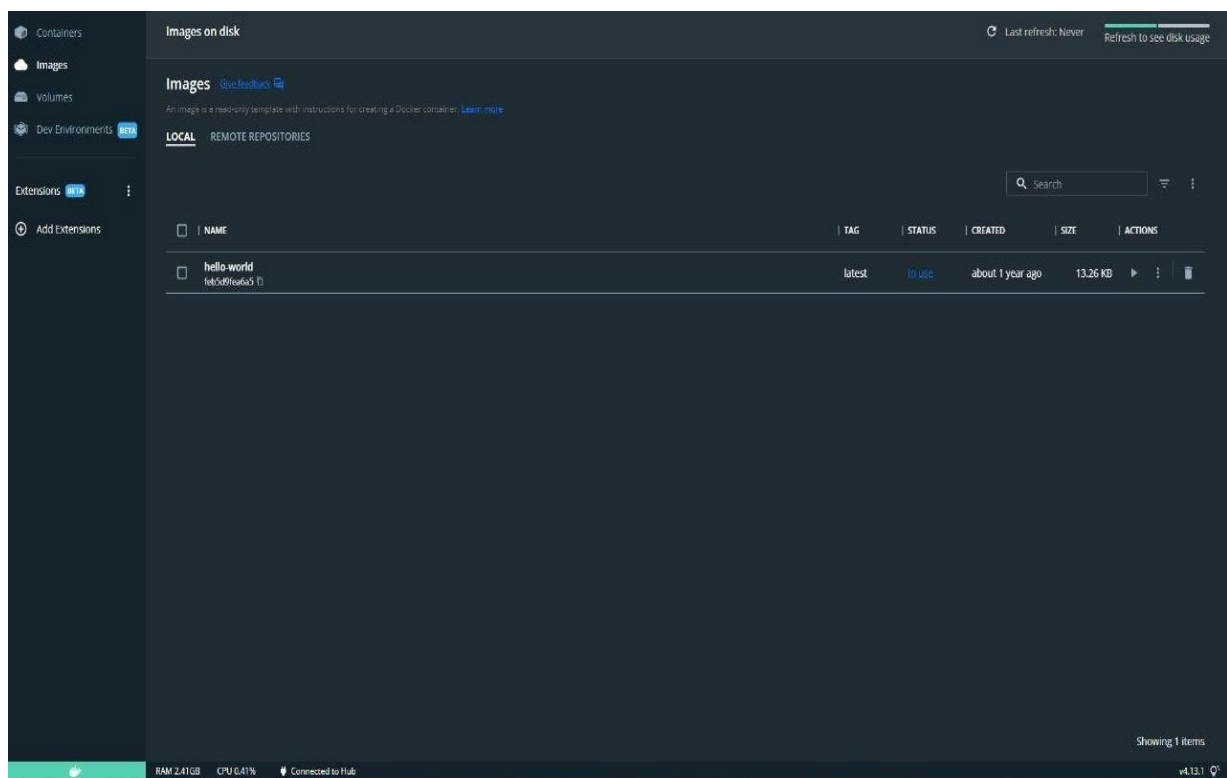 Containers
Images
Volumes
Dev Environments BETA
Extensions BETA
Add Extensions
Images on disk
Last refresh: Never
Refresh to see disk usage
Images Give feedback
An image is a read-only template with instructions for creating a Docker container. Learn more
LOCAL REMOTE REPOSITORIES
Search
NAME TAG STATUS CREATED SIZE ACTIONS
hello-world latest In use about 1 year ago 13.26 KB
feb5d9fea6a5
Showing 1 items
RAM 2.41GB CPU 0.41% Connected to Hub v4.13.1